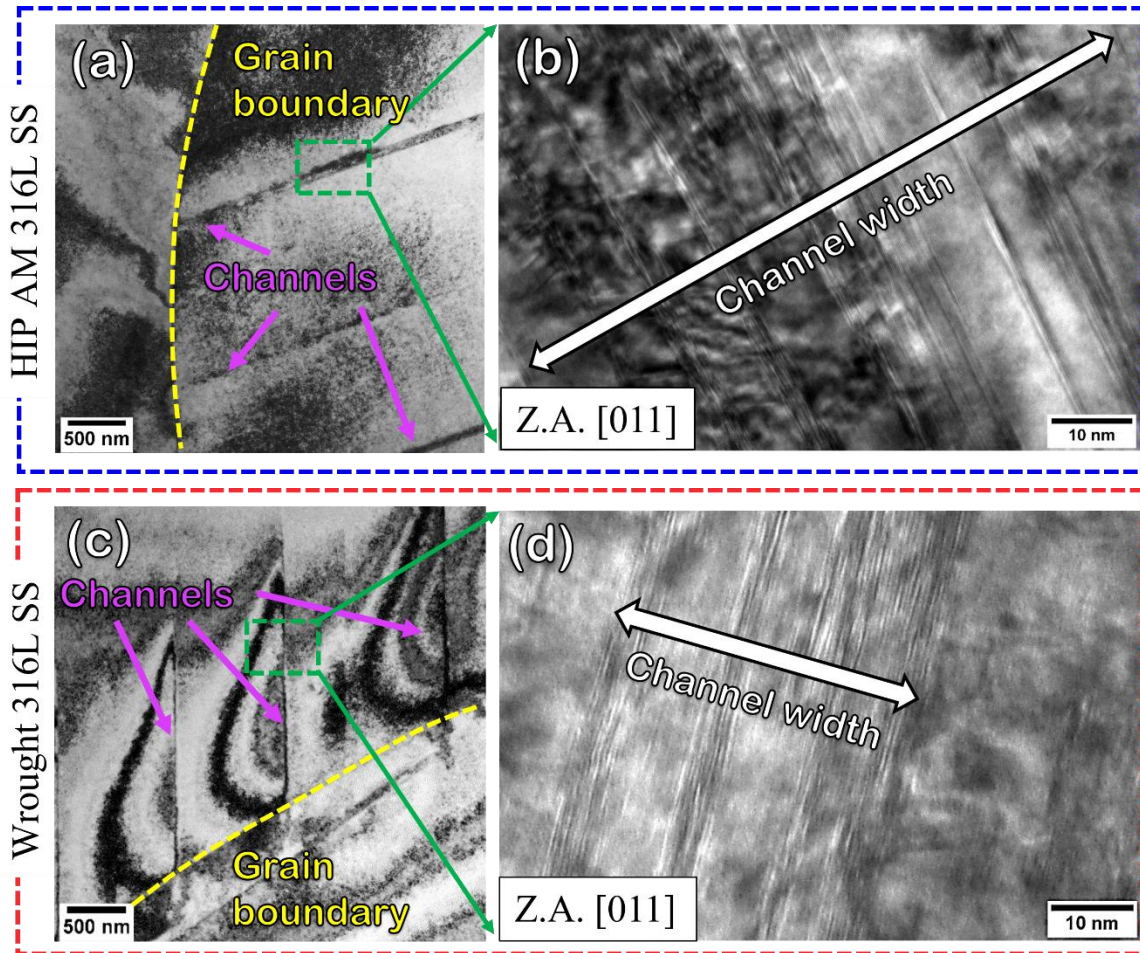 HIP AM 316L SS
(a)
Grain
boundary
Channels
500 nm
(b)
Channel width
Z.A. [011]
10 nm
Wrought 316L SS
(c)
Channels
Grain
boundary
500 nm
(d)
Channel width
Z.A. [011]
10 nm